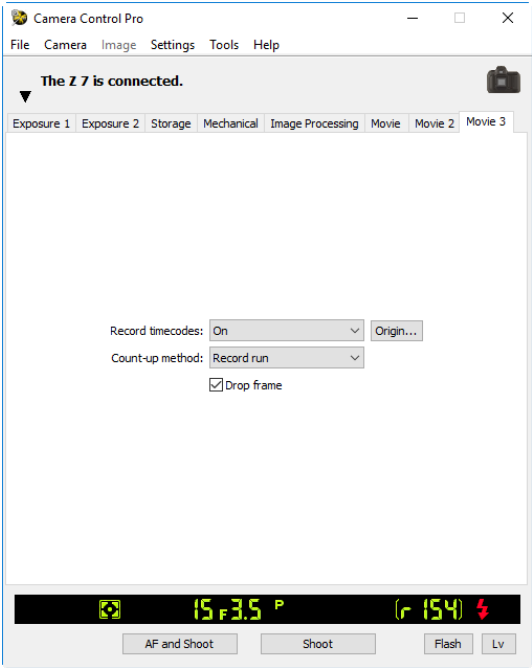 Camera Control Pro
File Camera Image Settings Tools Help
The Z 7 is connected.
Exposure 1 Exposure 2 Storage Mechanical Image Processing Movie Movie 2 Movie 3
Record timecodes: On Origin...
Count-up method: Record run
Drop frame
15 F3.5 P (r 154)
AF and Shoot Shoot Flash Lv